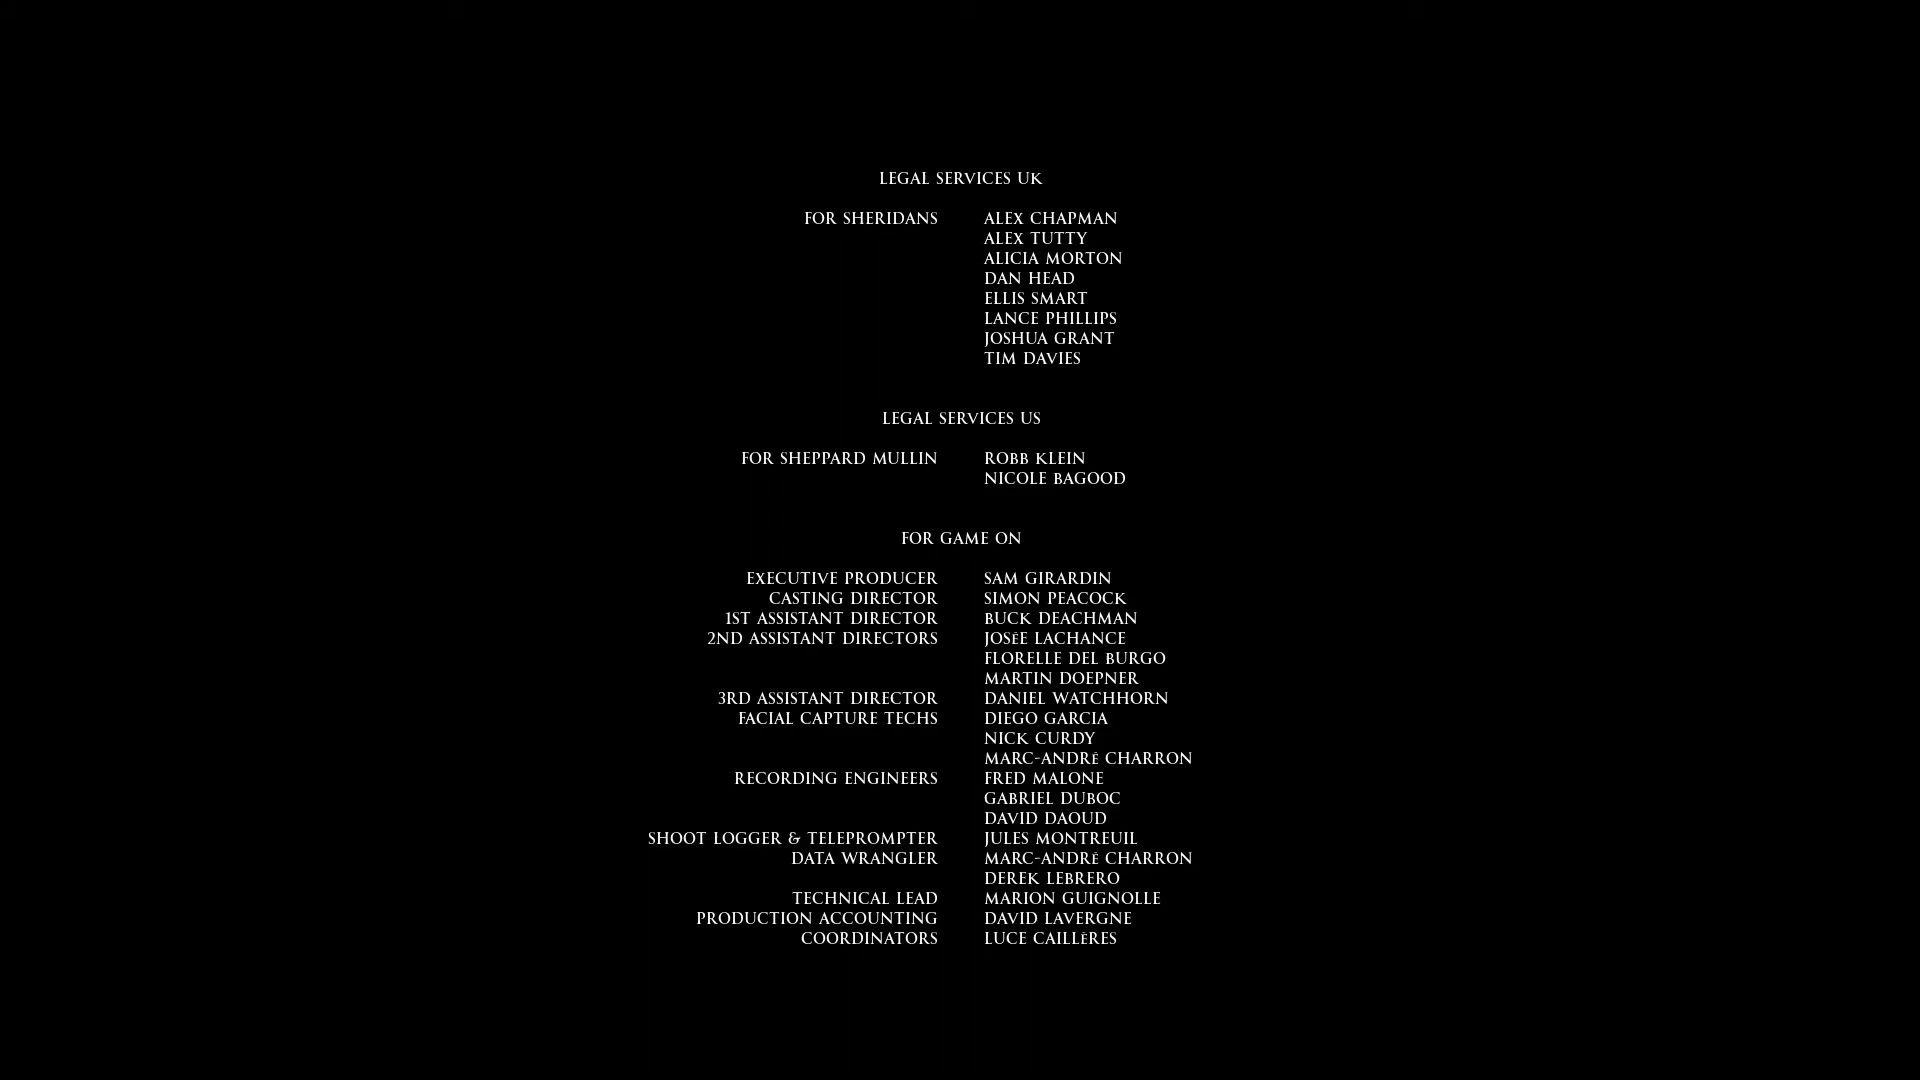 LEGAL SERVICES UK
FOR SHERIDANS ALEX CHAPMAN
ALEX TUTTY
ALICIA MORTON
DAN HEAD
ELLIS SMART
LANCE PHILLIPS
JOSHUA GRANT
TIM DAVIES
LEGAL SERVICES US
FOR SHEPPARD MULLIN ROBB KLEIN
NICOLE BAGOOD
FOR GAME ON
EXECUTIVE PRODUCER SAM GIRARDIN
CASTING DIRECTOR SIMON PEACOCK
1ST ASSISTANT DIRECTOR BUCK DEACHMAN
2ND ASSISTANT DIRECTORS JOSÉE LACHANCE
FLORELLE DEL BURGO
MARTIN DOEPNER
3RD ASSISTANT DIRECTOR DANIEL WATCHHORN
FACIAL CAPTURE TECHS DIEGO GARCIA
NICK CURDY
MARC-ANDRÉ CHARRON
RECORDING ENGINEERS FRED MALONE
GABRIEL DUBOC
DAVID DAOUD
SHOOT LOGGER & TELEPROMPTER JULES MONTREUIL
DATA WRANGLER MARC-ANDRÉ CHARRON
DEREK LEBRERO
TECHNICAL LEAD MARION GUIGNOLLE
PRODUCTION ACCOUNTING DAVID LAVERGNE
COORDINATORS LUCE CAILLÈRES